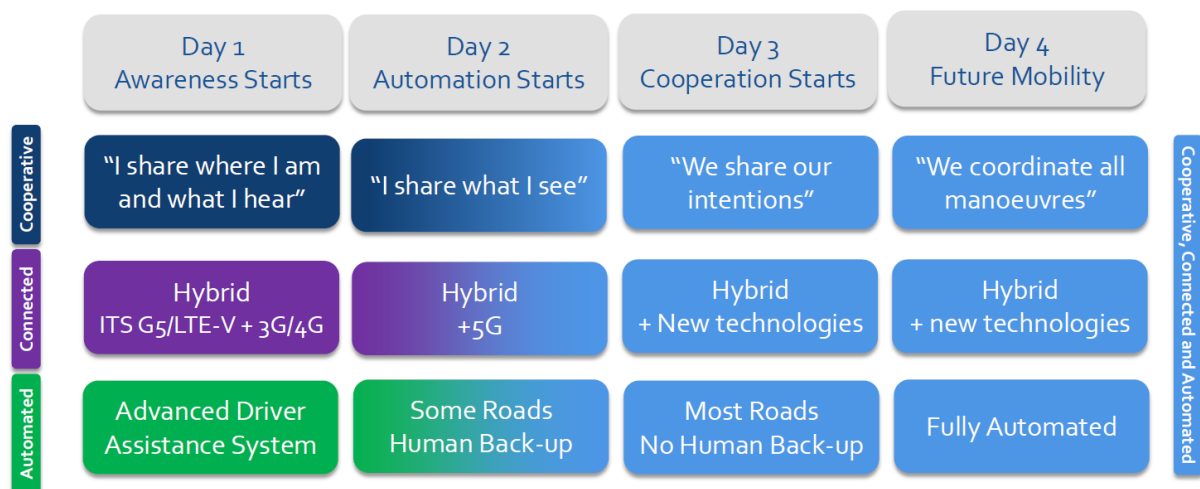 Day 1
Awareness Starts
Day 2
Automation Starts
Day 3
Cooperation Starts
Day 4
Future Mobility
Cooperative
“I share where I am
and what I hear”
“I share what I see”
“We share our
intentions”
“We coordinate all
manoeuvres”
Connected
Hybrid
ITS G5/LTE-V + 3G/4G
Hybrid
+5G
Hybrid
+ New technologies
Hybrid
+ new technologies
Automated
Advanced Driver
Assistance System
Some Roads
Human Back-up
Most Roads
No Human Back-up
Fully Automated
Cooperative, Connected and Automated